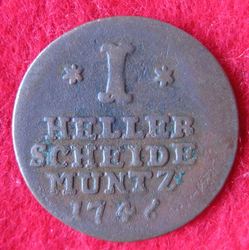 * I *
HELLER
SCHEIDE
MUNTZ